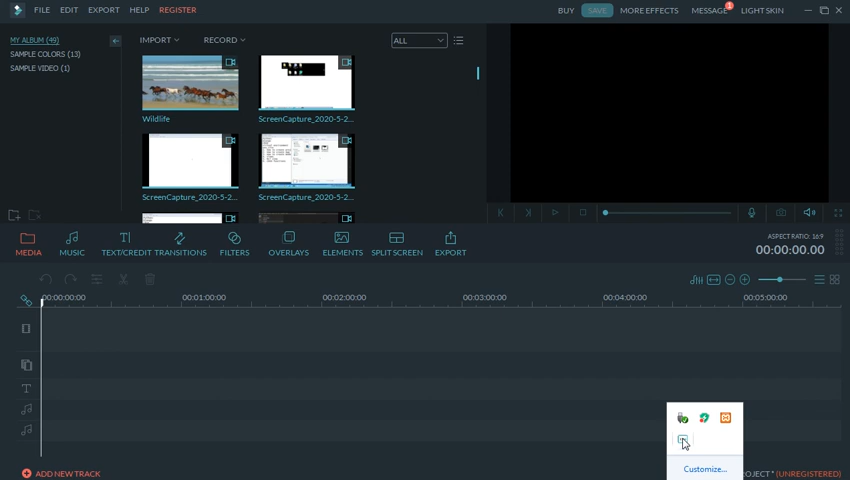 FILE EDIT EXPORT HELP REGISTER BUY SAVE MORE EFFECTS MESSAGE 1 LIGHT SKIN
MY ALBUM (49) IMPORT RECORD ALL
SAMPLE COLORS (13)
SAMPLE VIDEO (1)
Wildlife ScreenCapture_2020-5-2...
ScreenCapture_2020-5-2... ScreenCapture_2020-5-2...
MEDIA MUSIC TEXT/CREDIT TRANSITIONS FILTERS OVERLAYS ELEMENTS SPLIT SCREEN EXPORT
ASPECT RATIO: 16:9
00:00:00.00
00:00:00:00 00:01:00:00 00:02:00:00 00:03:00:00 00:04:00:00 00:05:00:00
T
Customize...
ADD NEW TRACK OJECT* (UNREGISTERED)